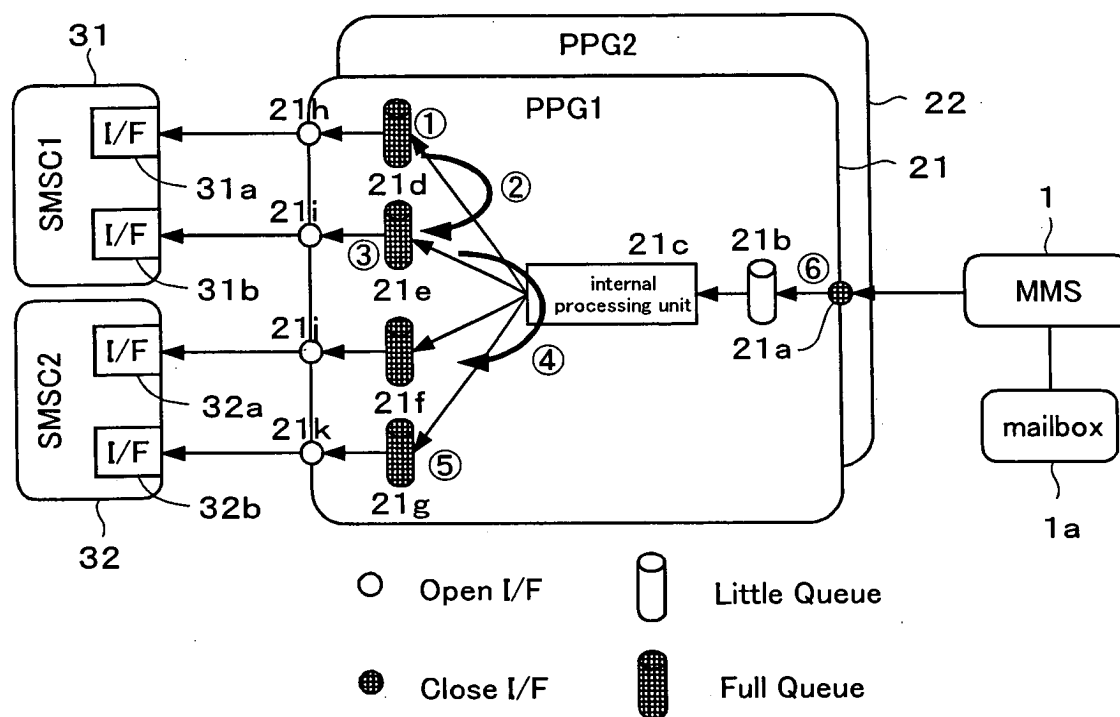 31
PPG2
PPG1
22
21
SMSC1
I/F
31a
I/F
31b
21h
21d
①
②
21i
③
21e
21c
internal
processing unit
21b
⑥
21a
1
MMS
mailbox
1a
SMSC2
I/F
32a
I/F
32b
32
21j
21f
④
21k
21g
⑤
Open I/F
Little Queue
Close I/F
Full Queue